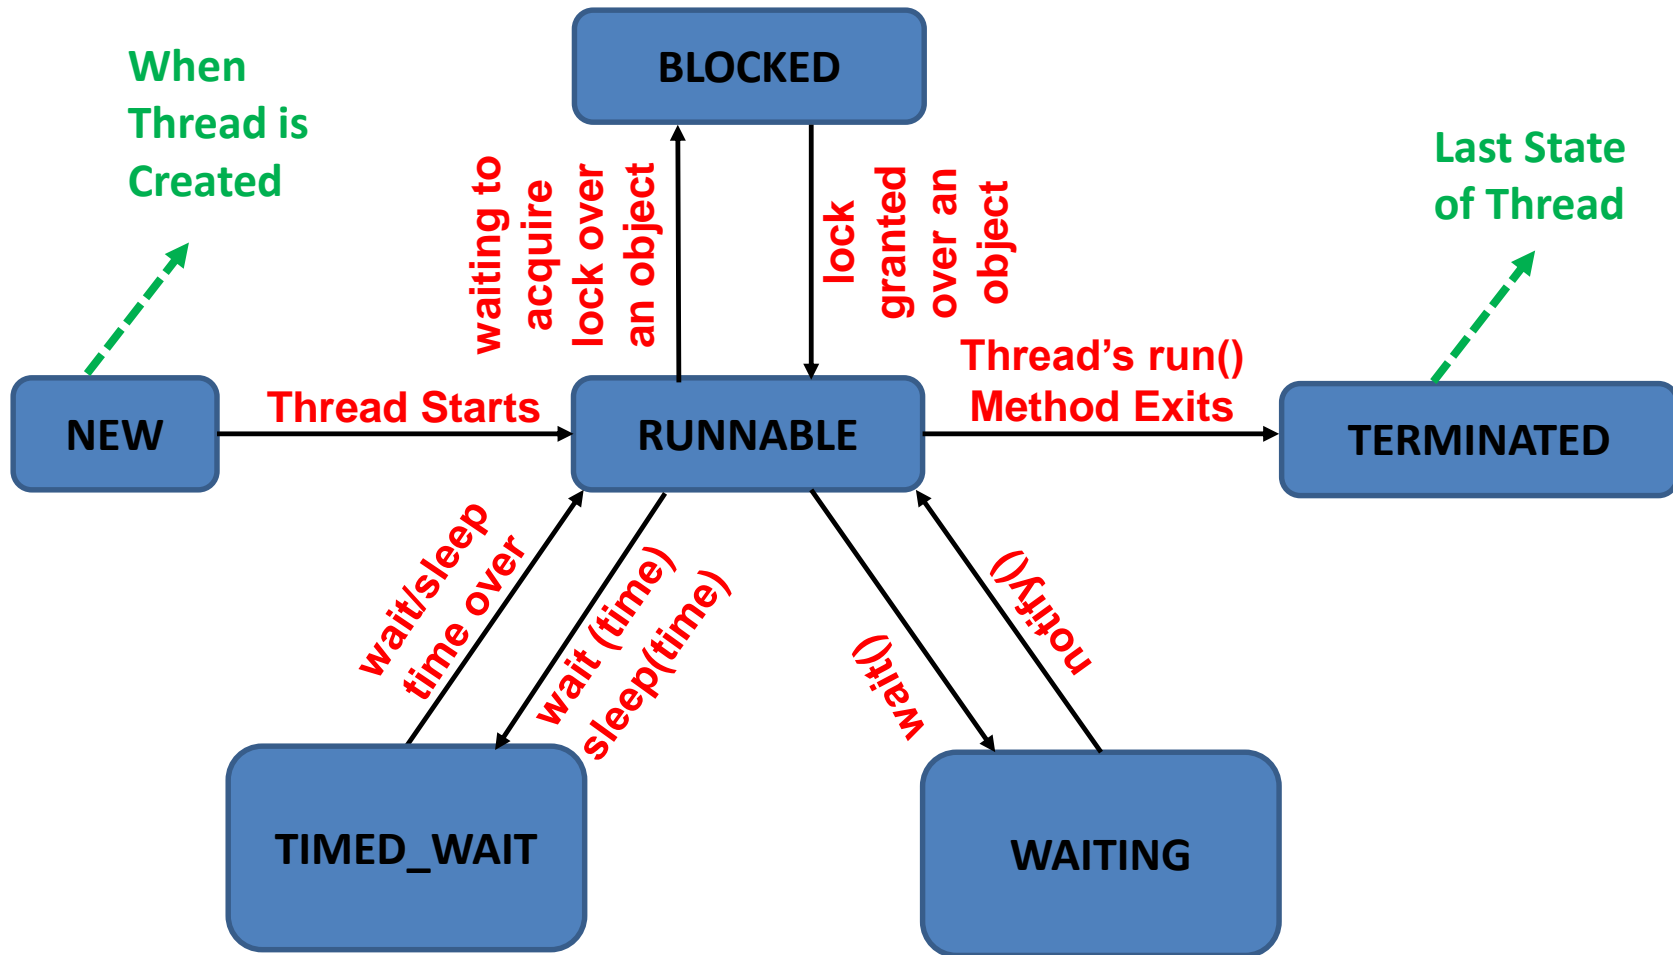 When
Thread is
Created
BLOCKED
Last State
of Thread
waiting to
acquire
lock over
an object
lock
granted
over an
object
NEW
Thread Starts
RUNNABLE
Thread’s run()
Method Exits
TERMINATED
wait/sleep
time over
wait (time)
sleep(time)
wait()
notify()
TIMED_WAIT
WAITING